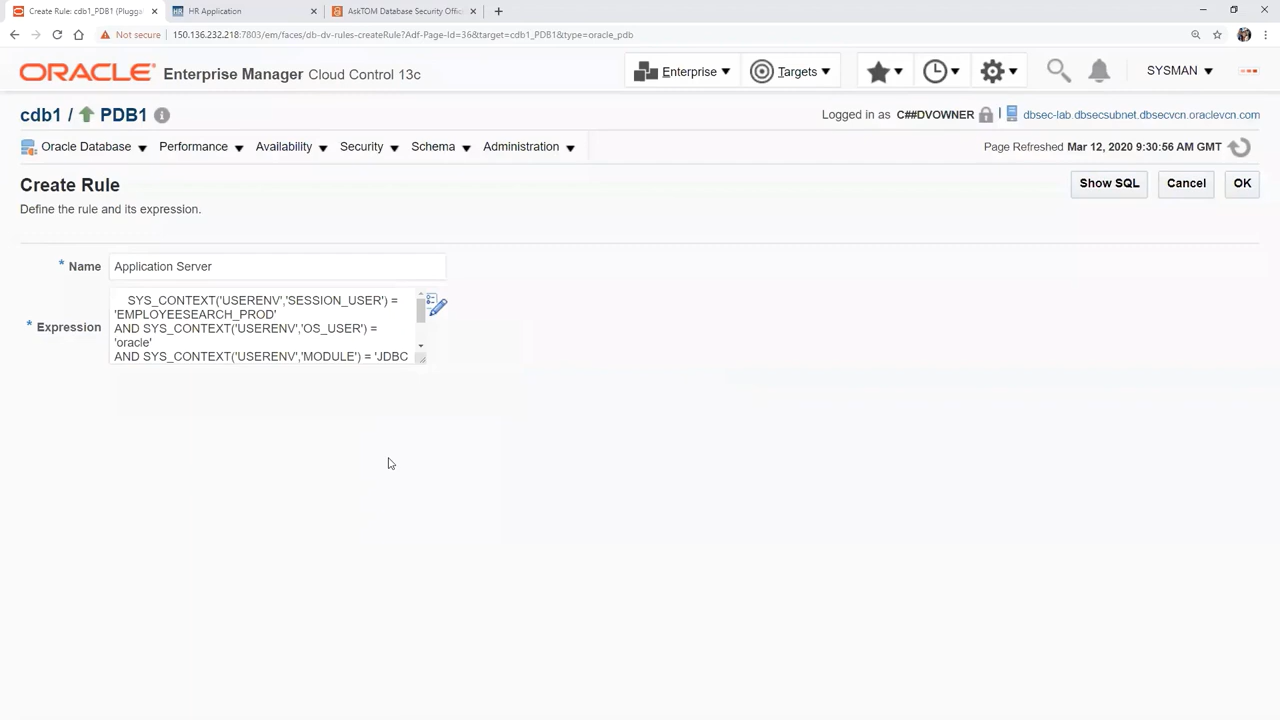 Create Rule: cdb1_PDB1 (Plugga
HR Application
AskTOM Database Security Offic
Not secure
150.136.232.218:7803/em/faces/db-dv-rules-createRule?Adf-Page-Id=36&target=cdb1_PDB1&type=oracle_pdb
ORACLE Enterprise Manager Cloud Control 13c
Enterprise
Targets
SYSMAN
cdb1 / PDB1
Logged in as C##DVOWNER
dbsec-lab.dbsecsubnet.dbsecvcn.oraclevcn.com
Oracle Database
Performance
Availability
Security
Schema
Administration
Page Refreshed Mar 12, 2020 9:30:56 AM GMT
Create Rule
Show SQL
Cancel
OK
Define the rule and its expression.
* Name
Application Server
* Expression
SYS_CONTEXT('USERENV','SESSION_USER') =
'EMPLOYEESEARCH_PROD'
AND SYS_CONTEXT('USERENV','OS_USER') =
'oracle'
AND SYS_CONTEXT('USERENV','MODULE') = 'JDBC